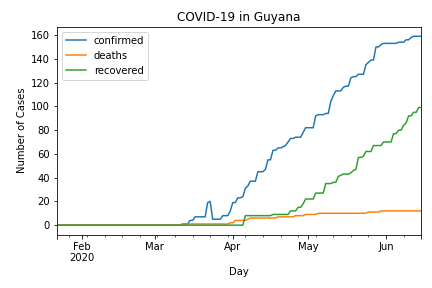 COVID-19 in Guyana
confirmed
deaths
recovered
160
140
120
100
80
60
40
20
0
Number of Cases
Feb
2020
Mar
Apr
May
Jun
Day